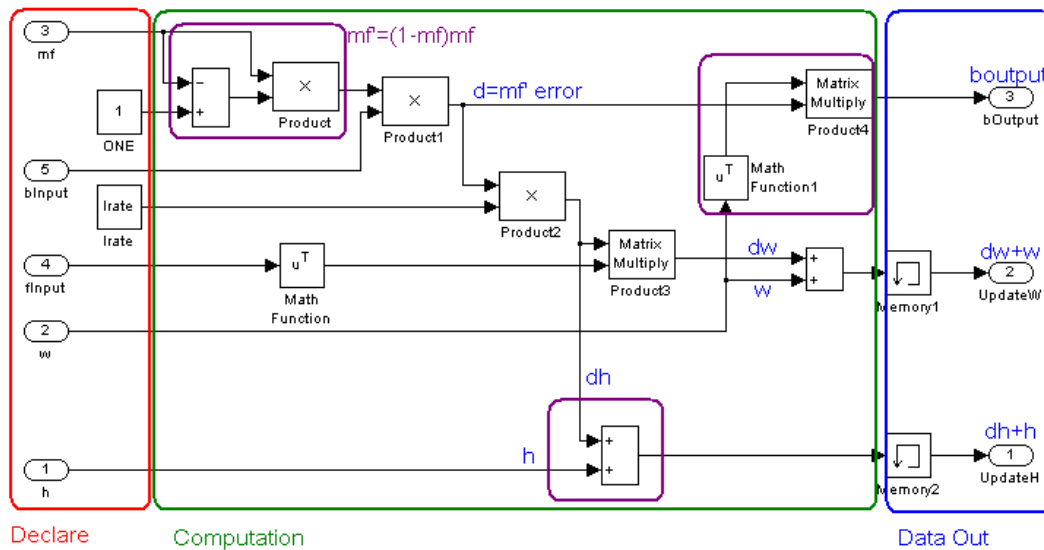 3
mf
1
ONE
5
bInput
lrate
lrate
4
fInput
2
w
1
h
Declare
mf'=(1-mf)mf
−
+
×
Product
×
Product1
d=mf' error
×
Product2
u^T
Math
Function
Matrix
Multiply
Product3
u^T
Math
Function1
Matrix
Multiply
Product4
dw
w
+
+
dh
h
+
+
Computation
boutput
3
bOutput
Memory1
dw+w
2
UpdateW
Memory2
dh+h
1
UpdateH
Data Out